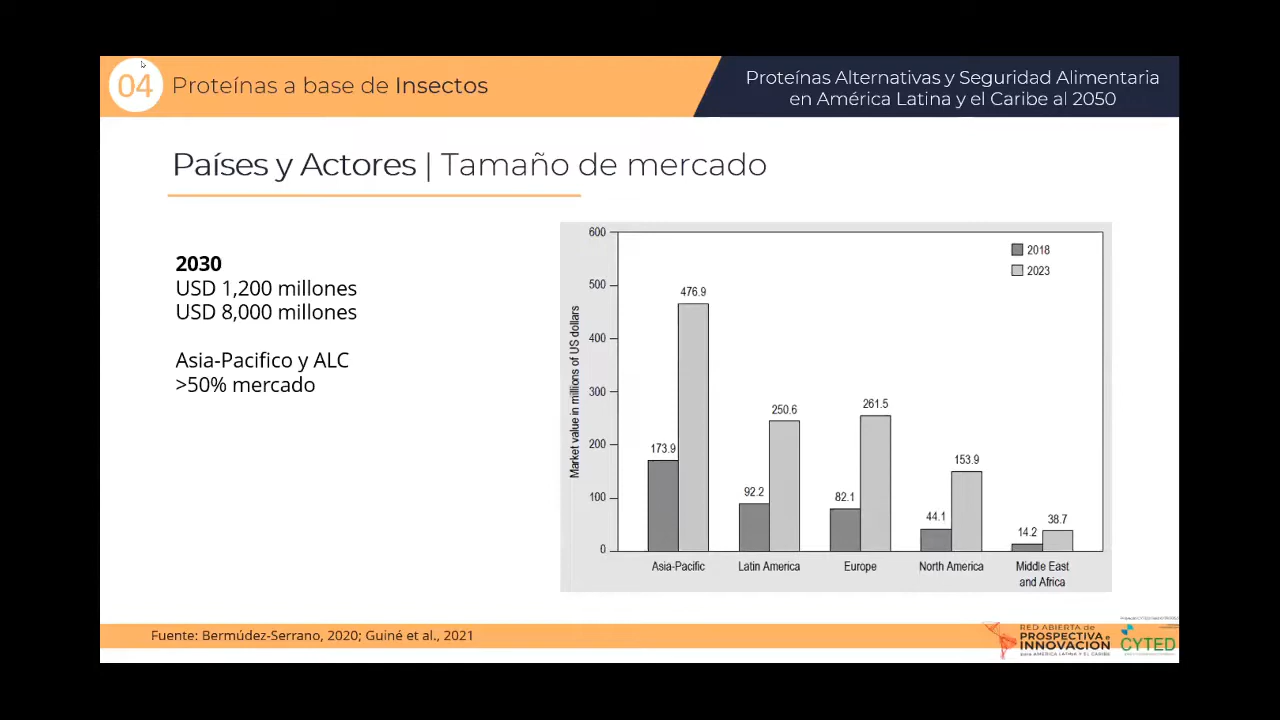 04
Proteínas a base de Insectos
Proteínas Alternativas y Seguridad Alimentaria
en América Latina y el Caribe al 2050
Países y Actores | Tamaño de mercado
2030
USD 1,200 millones
USD 8,000 millones
Asia-Pacifico y ALC
>50% mercado
Market value in millions of US dollars
600
500
400
300
200
100
0
2018
2023
173.9
476.9
92.2
250.6
82.1
261.5
44.1
153.9
14.2
38.7
Asia-Pacific
Latin America
Europe
North America
Middle East
and Africa
Fuente: Bermúdez-Serrano, 2020; Guiné et al., 2021
RED ABIERTA de
PROSPECTIVA e
INNOVACIÓN
para AMÉRICA LATINA Y EL CARIBE
CYTED